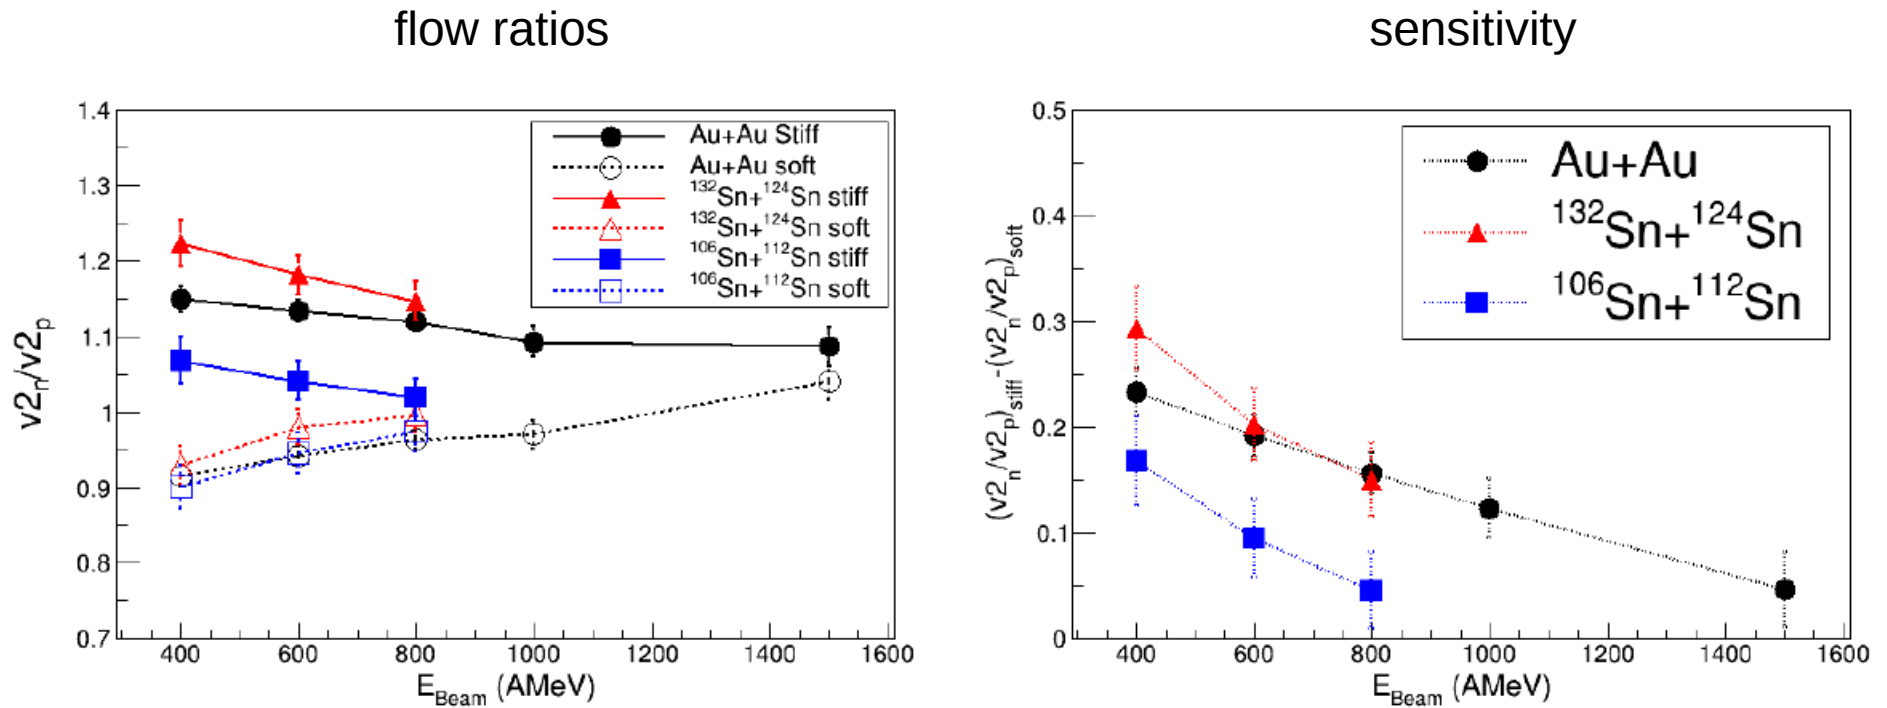 flow ratios
sensitivity
1.4
1.3
1.2
1.1
1
0.9
0.8
0.7
v2n/v2p
Au+Au Stiff
Au+Au soft
132Sn+124Sn stiff
132Sn+124Sn soft
106Sn+112Sn stiff
106Sn+112Sn soft
400 600 800 1000 1200 1400 1600
EBeam (AMeV)
0.5
0.4
0.3
0.2
0.1
0
(v2n/v2p)stiff-(v2n/v2p)soft
Au+Au
132Sn+124Sn
106Sn+112Sn
400 600 800 1000 1200 1400 1600
EBeam (AMeV)